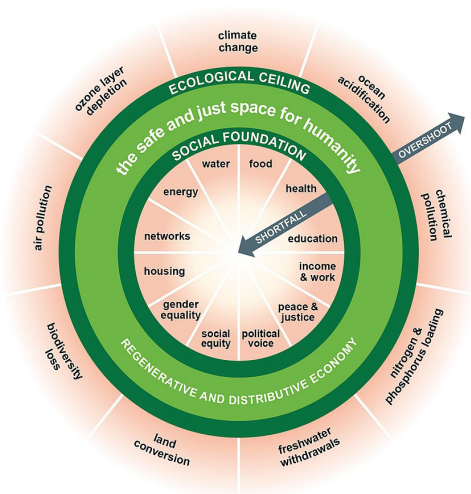 climate
change
ozone layer
depletion
ocean
acidification
ECOLOGICAL CEILING
the safe and just space for humanity
OVERSHOOT
SOCIAL FOUNDATION
water
food
energy
health
air pollution
chemical
pollution
SHORTFALL
networks
education
housing
income
& work
gender
equality
peace &
justice
social
equity
political
voice
biodiversity
loss
nitrogen &
phosphorus loading
REGENERATIVE AND DISTRIBUTIVE ECONOMY
land
conversion
freshwater
withdrawals